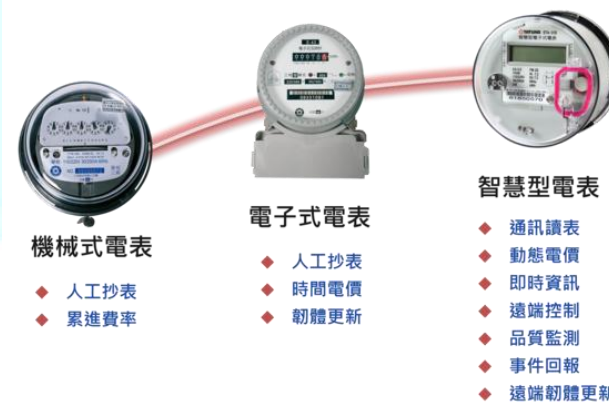 機械式電表
◆ 人工抄表
◆ 累進費率
電子式電表
◆ 人工抄表
◆ 時間電價
◆ 韌體更新
智慧型電表
◆ 通訊讀表
◆ 動態電價
◆ 即時資訊
◆ 遠端控制
◆ 品質監測
◆ 事件回報
◆ 遠端韌體更新